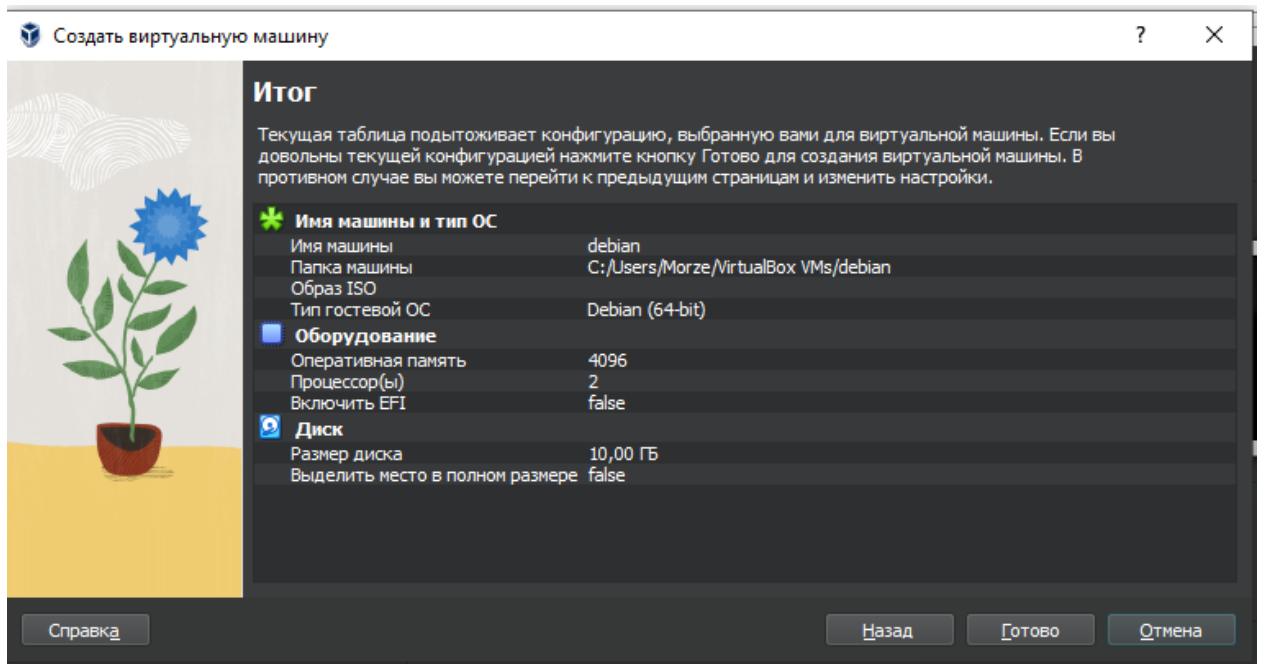 Создать виртуальную машину
?
Итог
Текущая таблица подытоживает конфигурацию, выбранную вами для виртуальной машины. Если вы
довольны текущей конфигурацией нажмите кнопку Готово для создания виртуальной машины. В
противном случае вы можете перейти к предыдущим страницам и изменить настройки.
Имя машины и тип ОС
Имя машины debian
Папка машины C:/Users/Morze/VirtualBox VMs/debian
Образ ISO
Тип гостевой ОС Debian (64-bit)
Оборудование
Оперативная память 4096
Процессор(ы) 2
Включить EFI false
Диск
Размер диска 10,00 ГБ
Выделить место в полном размере false
Справка Назад Готово Отмена